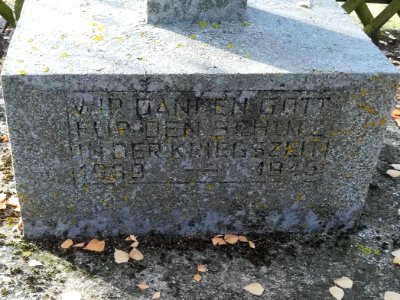 WIR DANKEN GOTT
FÜR DEN SCHUTZ
IN DER KRIEGSZEIT!
1939 — 1945